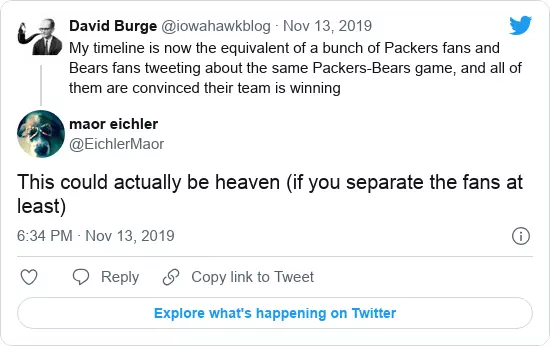 David Burge @iowahawkblog · Nov 13, 2019
My timeline is now the equivalent of a bunch of Packers fans and
Bears fans tweeting about the same Packers-Bears game, and all of
them are convinced their team is winning
maor eichler
@EichlerMaor
This could actually be heaven (if you separate the fans at
least)
6:34 PM · Nov 13, 2019
Reply Copy link to Tweet
Explore what's happening on Twitter